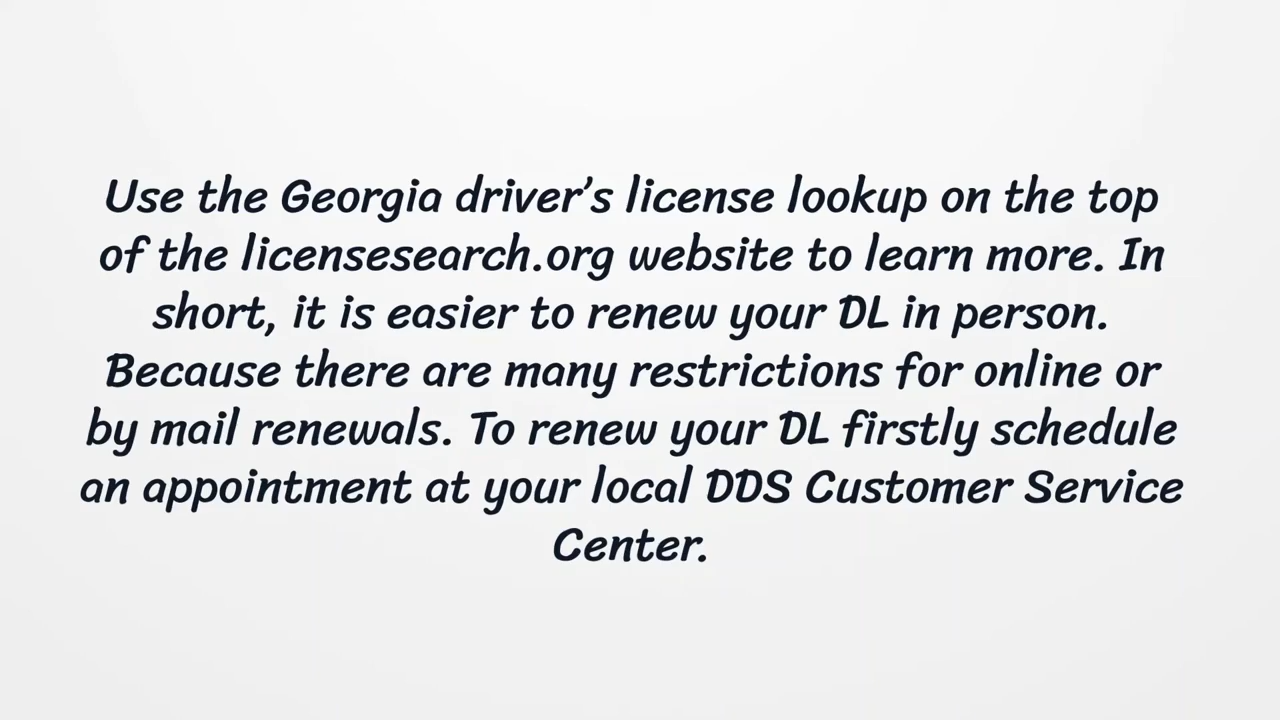 Use the Georgia driver’s license lookup on the top
of the licensesearch.org website to learn more. In
short, it is easier to renew your DL in person.
Because there are many restrictions for online or
by mail renewals. To renew your DL firstly schedule
an appointment at your local DDS Customer Service
Center.